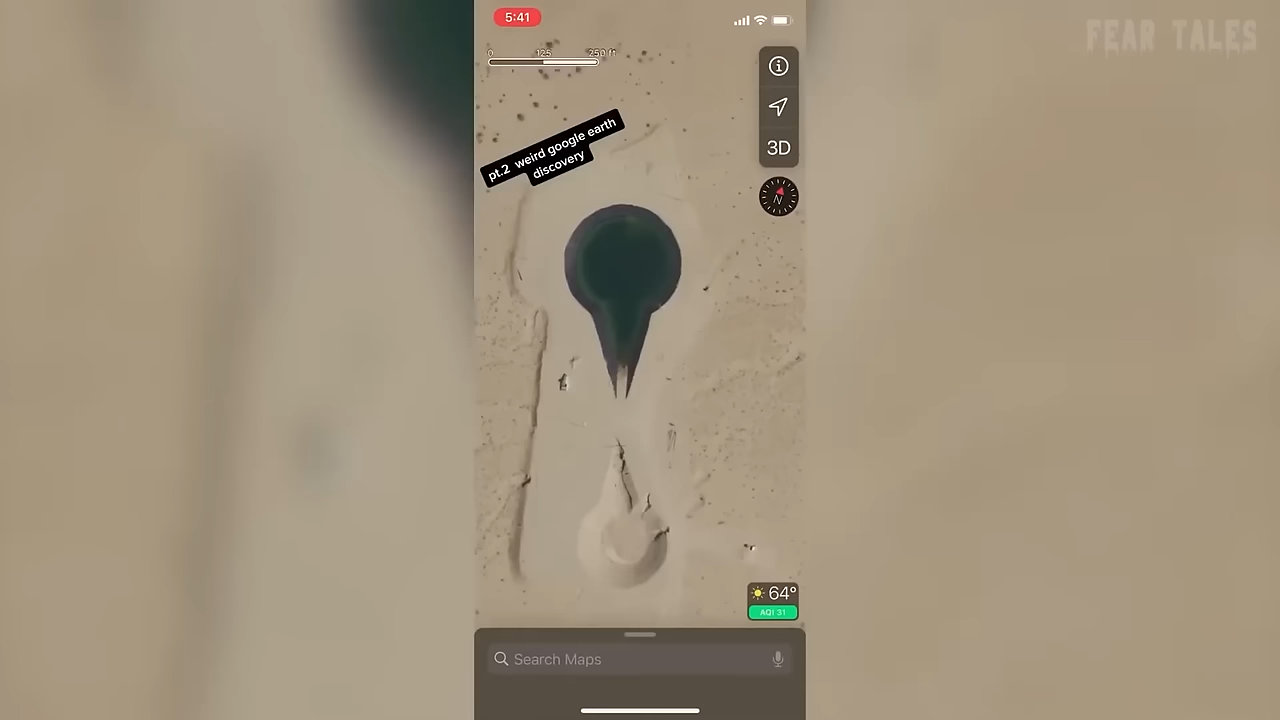 5:41
FEAR TALES
0 125 250 ft
pt.2 weird google earth
discovery
3D
N
64°
AQI 31
Search Maps